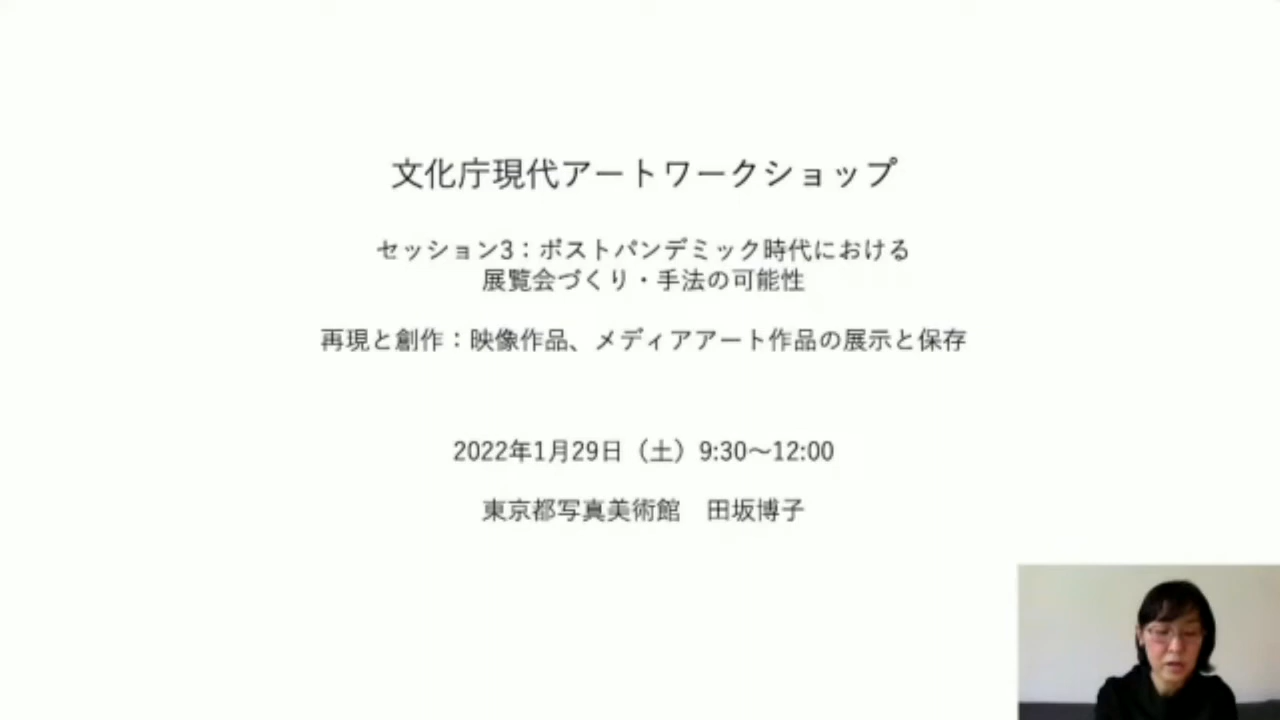 文化庁現代アートワークショップ
セッション3：ポストパンデミック時代における
展覧会づくり・手法の可能性
再現と創作：映像作品、メディアアート作品の展示と保存
2022年1月29日（土）9:30～12:00
東京都写真美術館　田坂博子